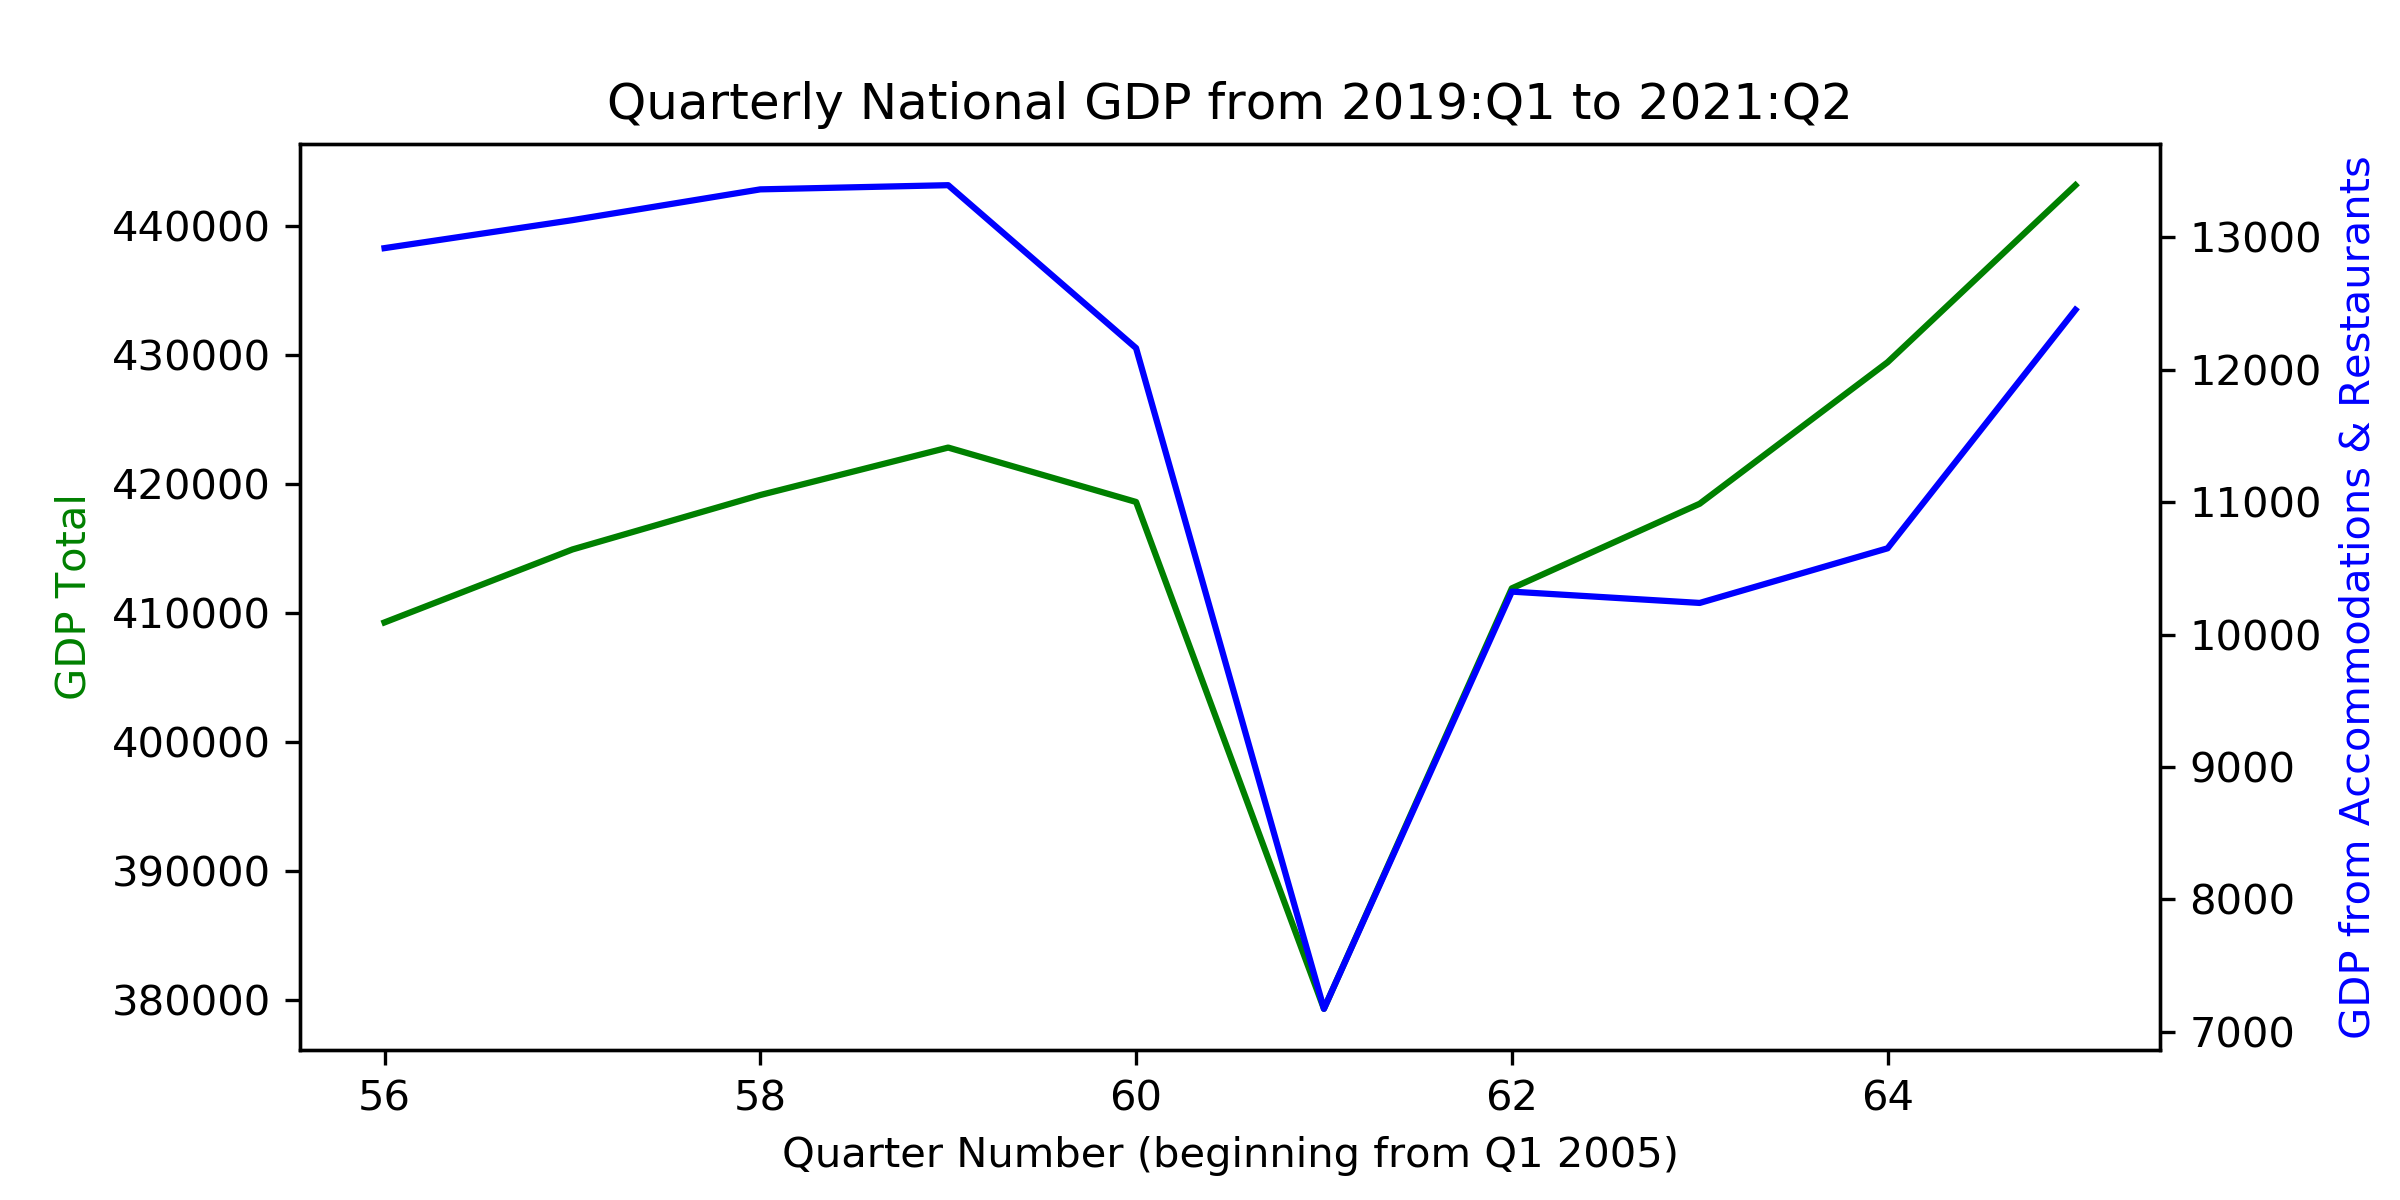 Quarterly National GDP from 2019:Q1 to 2021:Q2
GDP Total
440000
430000
420000
410000
400000
390000
380000
13000
12000
11000
10000
9000
8000
7000
GDP from Accommodations & Restaurants
56 58 60 62 64
Quarter Number (beginning from Q1 2005)